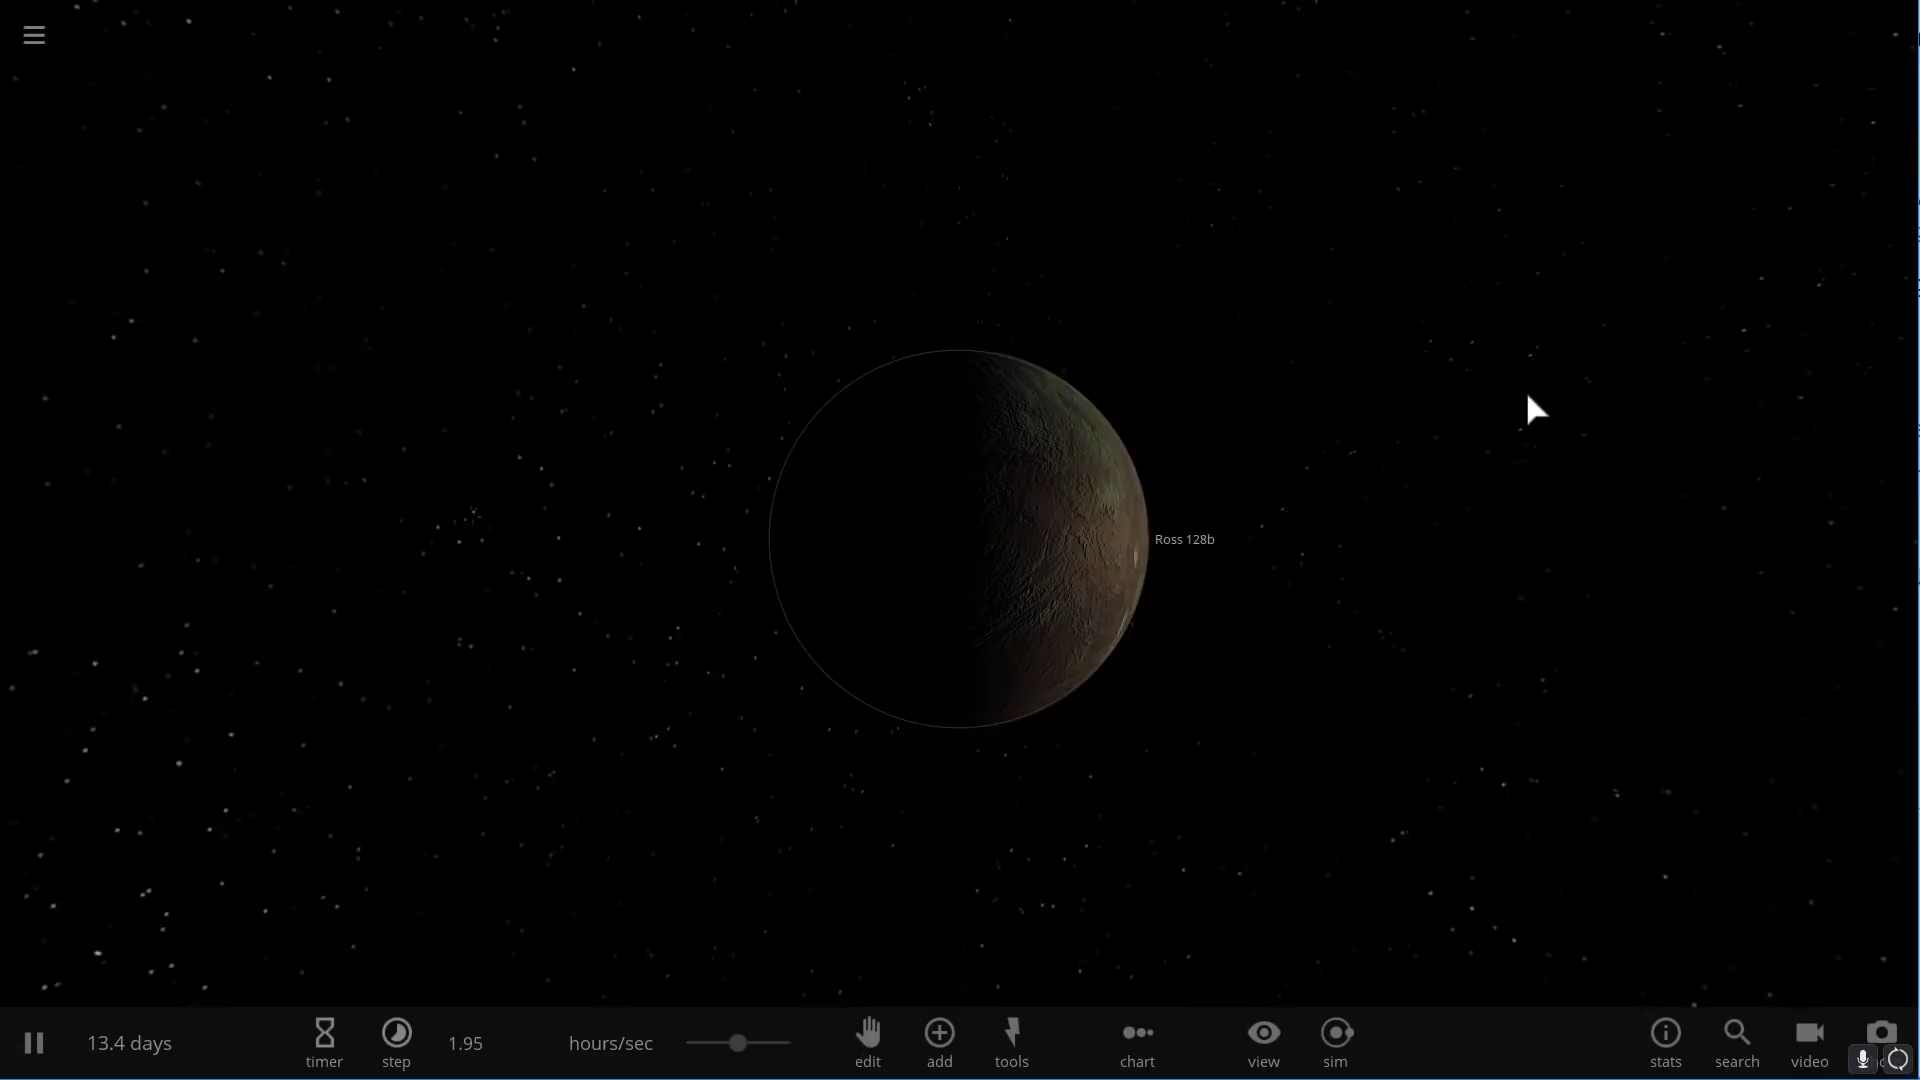 Ross 128b
13.4 days
timer
step
1.95
hours/sec
edit
add
tools
chart
view
sim
stats
search
video